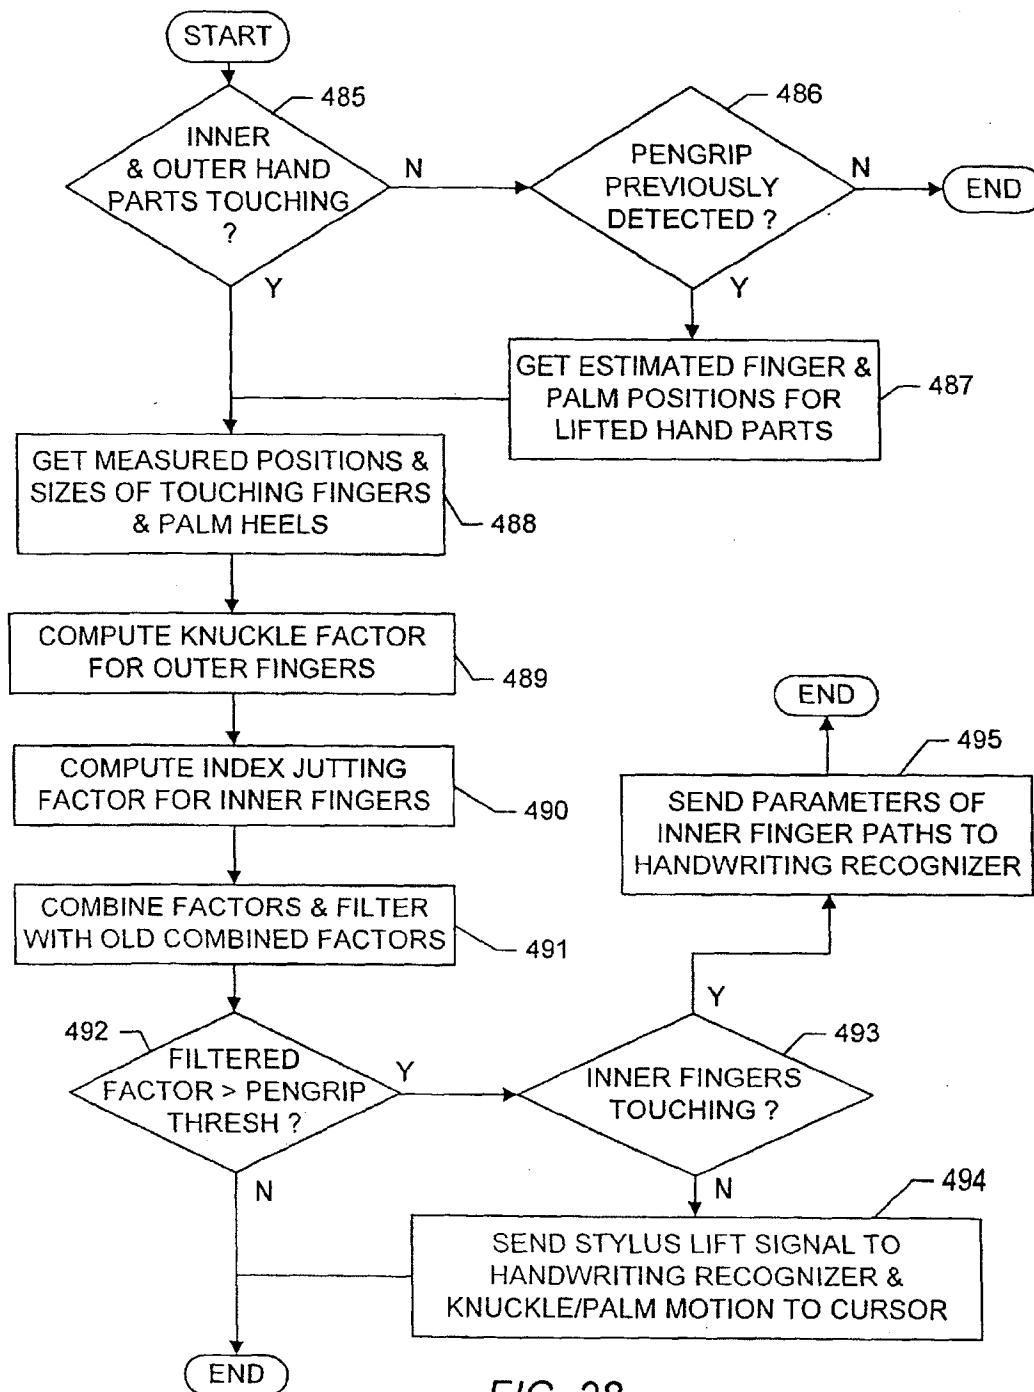 START
485
INNER
& OUTER HAND
PARTS TOUCHING
?
N
Y
486
PENGRIP
PREVIOUSLY
DETECTED ?
N
END
Y
GET ESTIMATED FINGER &
PALM POSITIONS FOR
LIFTED HAND PARTS
487
GET MEASURED POSITIONS &
SIZES OF TOUCHING FINGERS
& PALM HEELS
488
COMPUTE KNUCKLE FACTOR
FOR OUTER FINGERS
489
COMPUTE INDEX JUTTING
FACTOR FOR INNER FINGERS
490
COMBINE FACTORS & FILTER
WITH OLD COMBINED FACTORS
491
492
FILTERED
FACTOR > PENGRIP
THRESH ?
Y
N
END
495
SEND PARAMETERS OF
INNER FINGER PATHS TO
HANDWRITING RECOGNIZER
Y
493
INNER FINGERS
TOUCHING ?
N
494
SEND STYLUS LIFT SIGNAL TO
HANDWRITING RECOGNIZER &
KNUCKLE/PALM MOTION TO CURSOR
END
FIG. 38